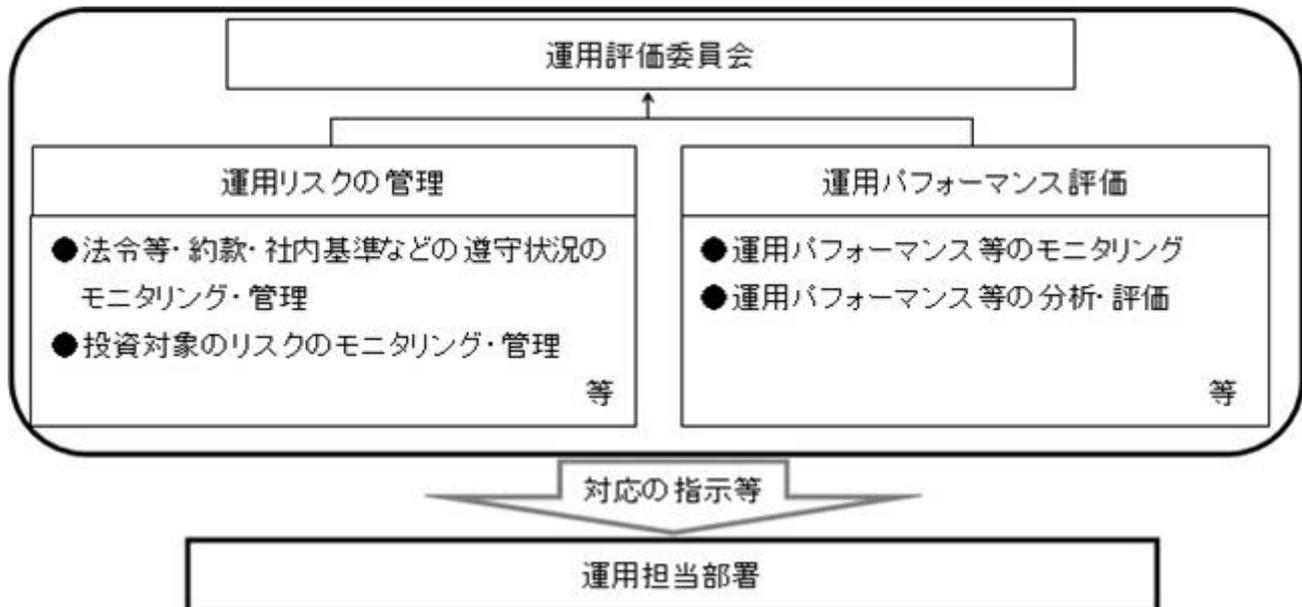 運用評価委員会
運用リスクの管理
●法令等・約款・社内基準などの遵守状況の
モニタリング・管理
●投資対象のリスクのモニタリング・管理
等
運用パフォーマンス評価
●運用パフォーマンス等のモニタリング
●運用パフォーマンス等の分析・評価
等
対応の指示等
運用担当部署